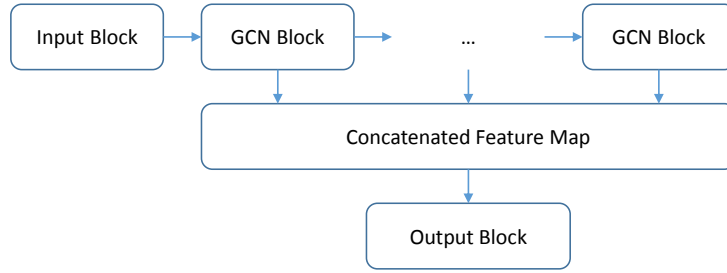 Input Block
GCN Block
...
GCN Block
Concatenated Feature Map
Output Block